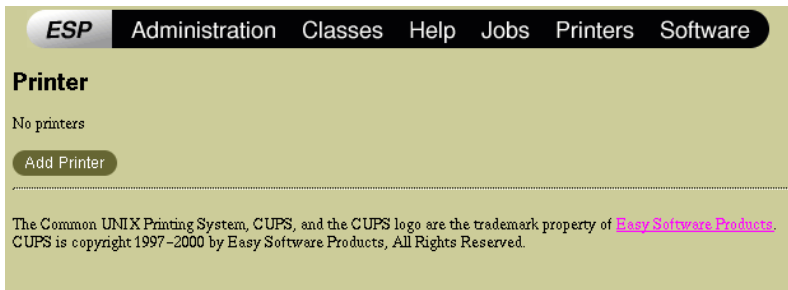 ESP Administration Classes Help Jobs Printers Software
Printer
No printers
Add Printer
The Common UNIX Printing System, CUPS, and the CUPS logo are the trademark property of Easy Software Products.
CUPS is copyright 1997-2000 by Easy Software Products, All Rights Reserved.